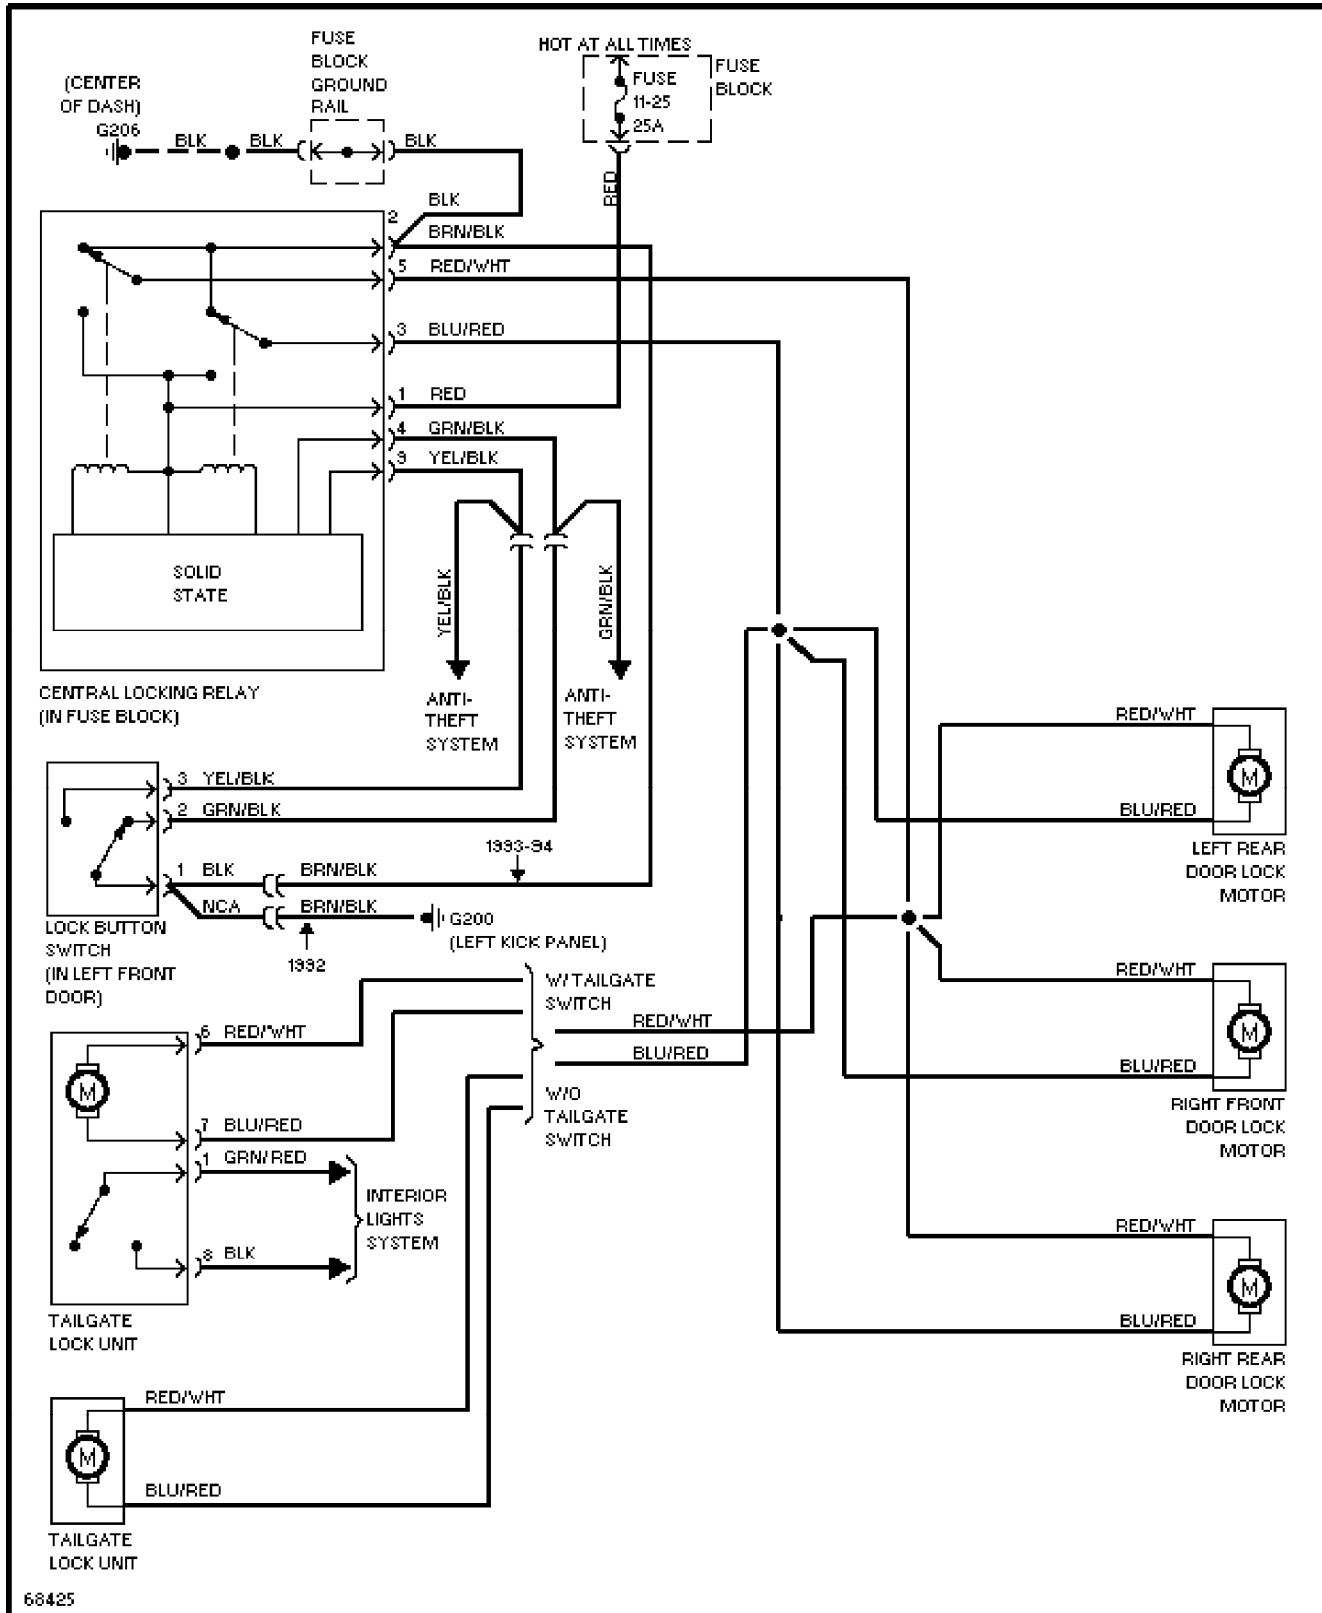 FUSE
BLOCK
GROUND
RAIL
HOT AT ALL TIMES
FUSE
11-25
25A
FUSE
BLOCK
(CENTER
OF DASH)
G206
BLK
BLK
BLK
RED
BLK
2
BRN/BLK
5
RED/WHT
3
BLU/RED
1
RED
4
GRN/BLK
9
YEL/BLK
SOLID
STATE
YEL/BLK
GRN/BLK
CENTRAL LOCKING RELAY
(IN FUSE BLOCK)
ANTI-
THEFT
SYSTEM
ANTI-
THEFT
SYSTEM
3
YEL/BLK
2
GRN/BLK
1
BLK
BRN/BLK
1993-94
NCA
BRN/BLK
G200
(LEFT KICK PANEL)
1992
LOCK BUTTON
SWITCH
(IN LEFT FRONT
DOOR)
W/ TAILGATE
SWITCH
RED/WHT
BLU/RED
W/O
TAILGATE
SWITCH
6
RED/WHT
M
7
BLU/RED
1
GRN/RED
8
BLK
INTERIOR
LIGHTS
SYSTEM
TAILGATE
LOCK UNIT
RED/WHT
M
BLU/RED
TAILGATE
LOCK UNIT
RED/WHT
M
BLU/RED
LEFT REAR
DOOR LOCK
MOTOR
RED/WHT
M
BLU/RED
RIGHT FRONT
DOOR LOCK
MOTOR
RED/WHT
M
BLU/RED
RIGHT REAR
DOOR LOCK
MOTOR
68425